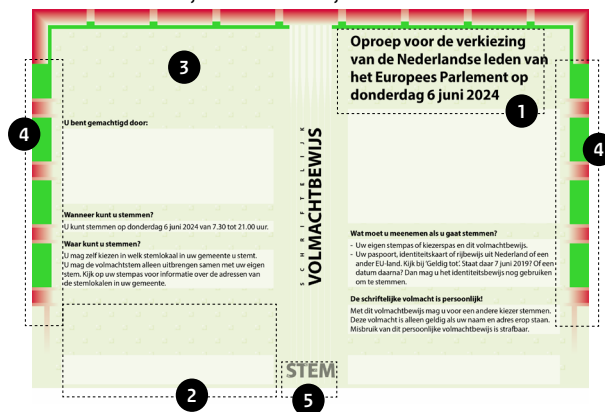 Oproep voor de verkiezing
van de Nederlandse leden van
het Europees Parlement op
donderdag 6 juni 2024
3
1
4
4
U bent gemachtigd door:
SCHRIFTELIJK
VOLMACHTBEWIJS
Wanneer kunt u stemmen?
U kunt stemmen op donderdag 6 juni 2024 van 7.30 tot 21.00 uur.
Waar kunt u stemmen?
U mag zelf kiezen in welk stemlokaal in uw gemeente u stemt.
U mag de volmachtstem alleen uitbrengen samen met uw eigen
stem. Kijk op uw stempas voor informatie over de adressen van
de stemlokalen in uw gemeente.
Wat moet u meenemen als u gaat stemmen?
- Uw eigen stempas of kiezerspas en dit volmachtbewijs.
- Uw paspoort, identiteitskaart of rijbewijs uit Nederland of een
ander EU-land. Kijk bij 'Geldig tot'. Staat daar 7 juni 2019? Of een
datum daarna? Dan mag u het identiteitsbewijs nog gebruiken
om te stemmen.
De schriftelijke volmacht is persoonlijk!
Met dit volmachtbewijs mag u voor een andere kiezer stemmen.
Deze volmacht is alleen geldig als uw naam en adres erop staan.
Misbruik van dit persoonlijke volmachtbewijs is strafbaar.
STEM
2
5